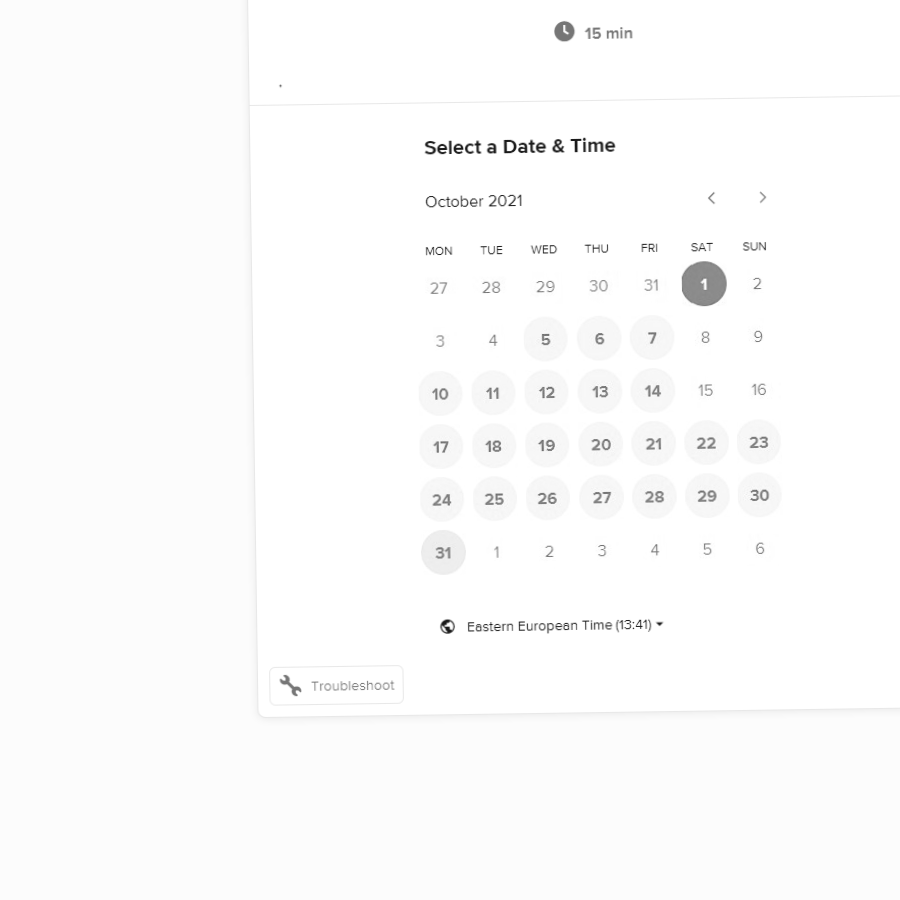 15 min
.
Select a Date & Time
October 2021
MON TUE WED THU FRI SAT SUN
27 28 29 30 31 1 2
3 4 5 6 7 8 9
10 11 12 13 14 15 16
17 18 19 20 21 22 23
24 25 26 27 28 29 30
31 1 2 3 4 5 6
Eastern European Time (13:41)
Troubleshoot